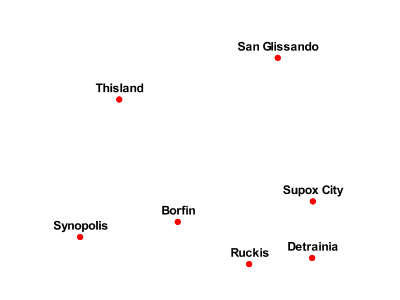 San Glissando
Thisland
Supox City
Borfin
Synopolis
Detrainia
Ruckis